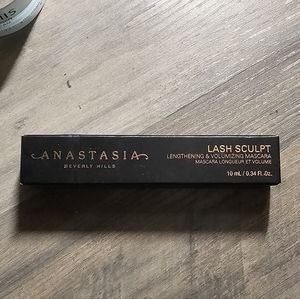 ANASTASIA
BEVERLY HILLS
LASH SCULPT
LENGTHENING & VOLUMIZING MASCARA
MASCARA LONGUEUR ET VOLUME
10 mL / 0.34 Fl.Oz.